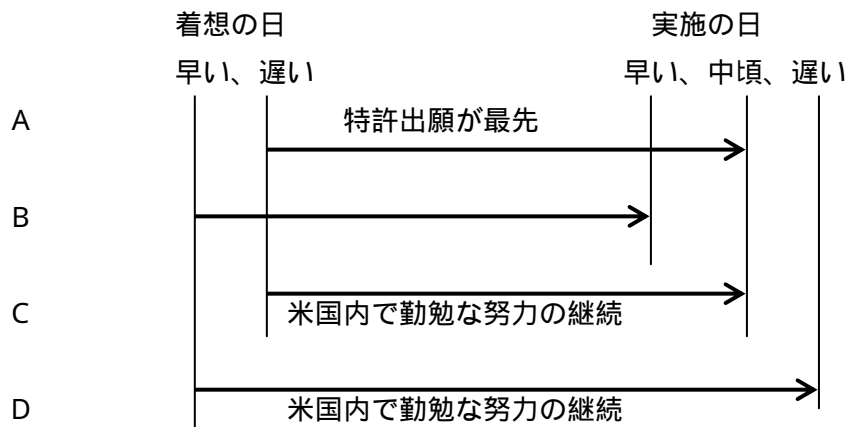 着想の日 実施の日
早い、遅い 早い、中頃、遅い
A 特許出願が最先
B
C 米国内で勤勉な努力の継続
D 米国内で勤勉な努力の継続